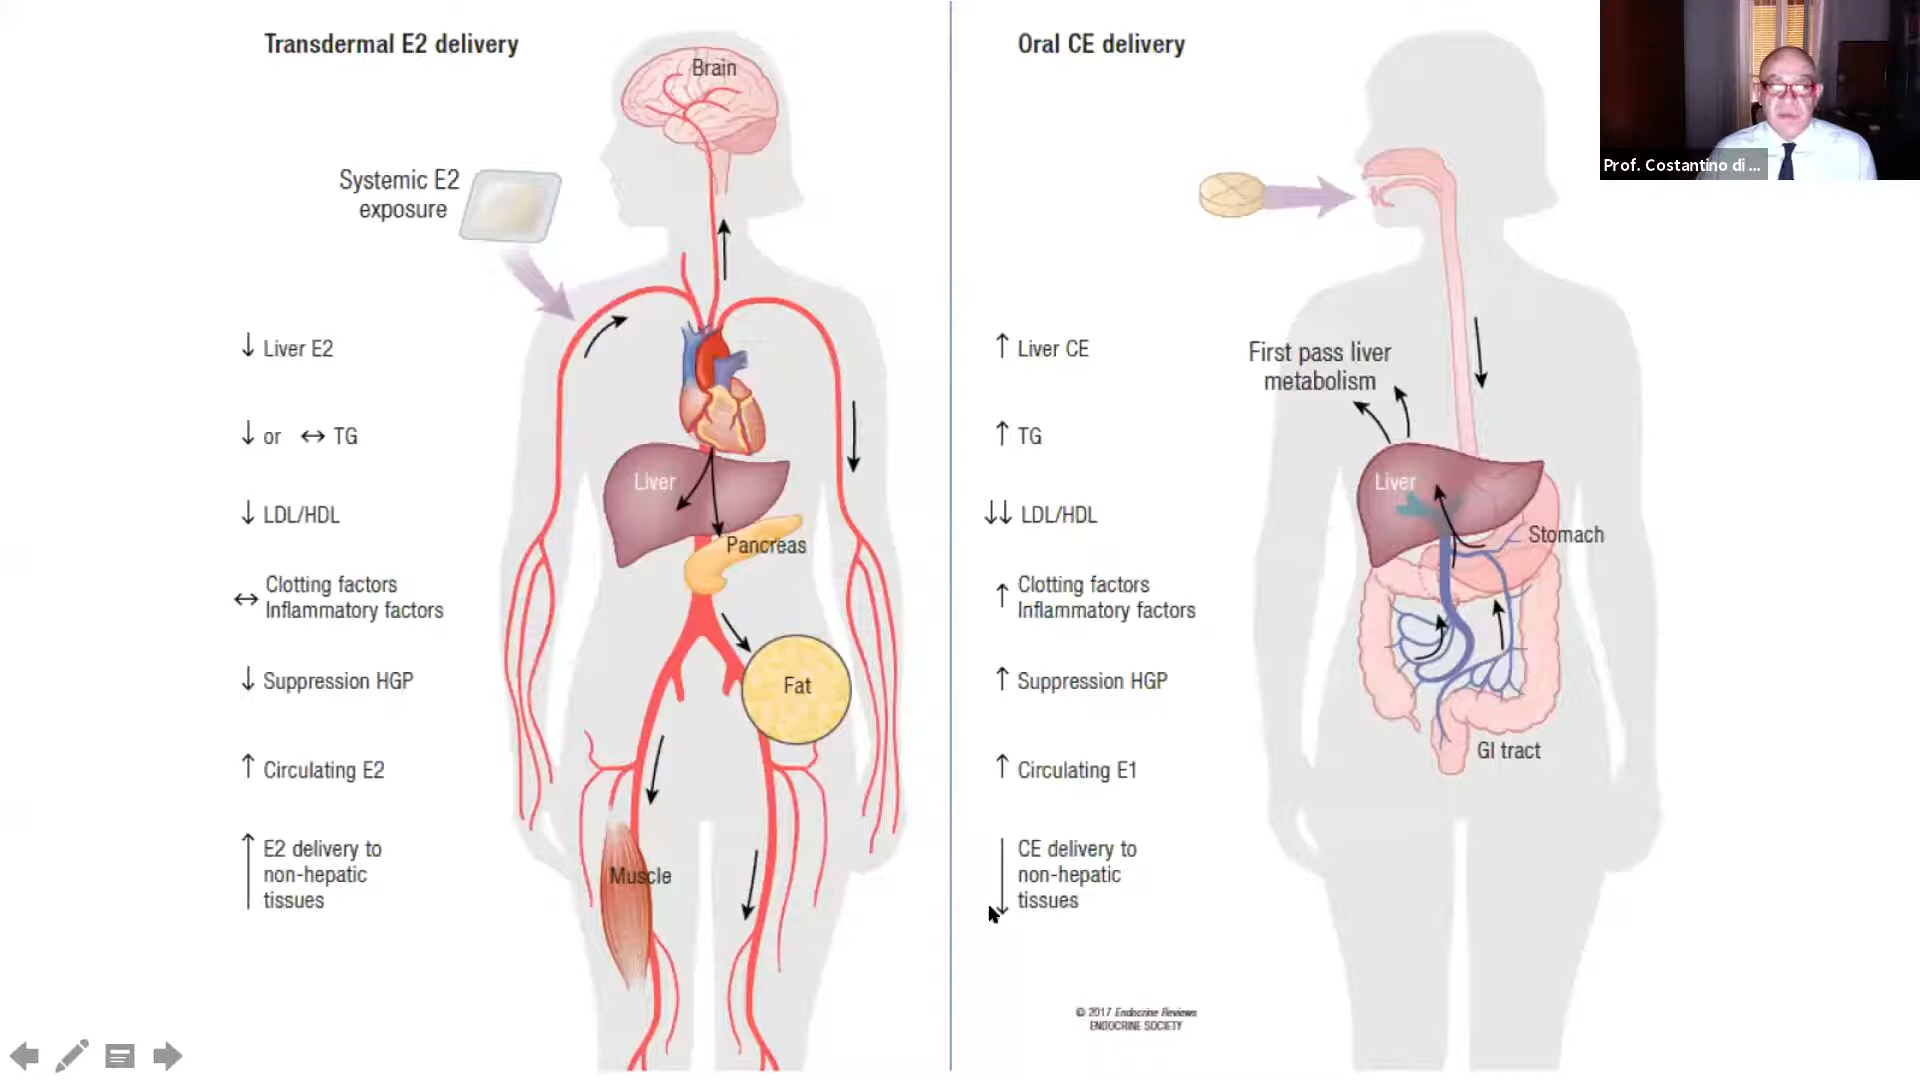 Transdermal E2 delivery
Brain
Systemic E2
exposure
↓ Liver E2
↓ or ↔ TG
↓ LDL/HDL
↔ Clotting factors
Inflammatory factors
↓ Suppression HGP
↑ Circulating E2
↑ E2 delivery to
non-hepatic
tissues
Liver
Pancreas
Fat
Muscle
Oral CE delivery
First pass liver
metabolism
↑ Liver CE
↑ TG
↓↓ LDL/HDL
↑ Clotting factors
Inflammatory factors
↑ Suppression HGP
↑ Circulating E1
↓ CE delivery to
non-hepatic
tissues
Liver
Stomach
GI tract
© 2017 Endocrine Reviews
ENDOCRINE SOCIETY
Prof. Costantino di ...